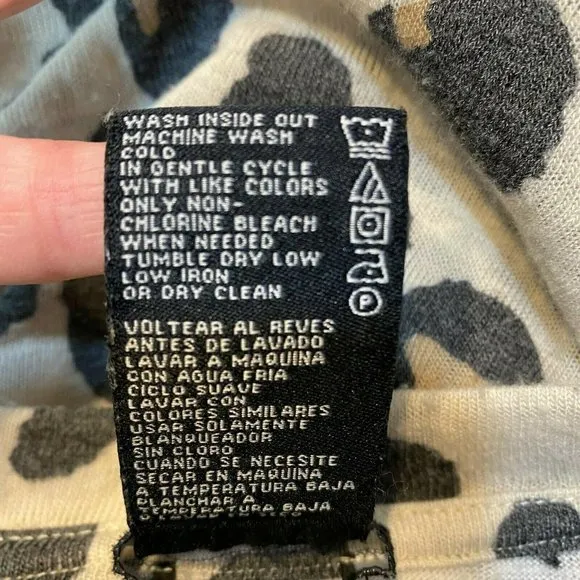 WASH INSIDE OUT
MACHINE WASH
COLD
IN GENTLE CYCLE
WITH LIKE COLORS
ONLY NON-
CHLORINE BLEACH
WHEN NEEDED
TUMBLE DRY LOW
LOW IRON
OR DRY CLEAN
P
VOLTEAR AL REVES
ANTES DE LAVADO
LAVAR A MAQUINA
CON AGUA FRIA
CICLO SUAVE
LAVAR CON
COLORES SIMILARES
USAR SOLAMENTE
BLANQUEADOR
SIN CLORO
CUANDO SE NECESITE
SECAR EN MAQUINA
A TEMPERATURA BAJA
PLANCHAR A
TEMPERATURA BAJA
O LAVAR